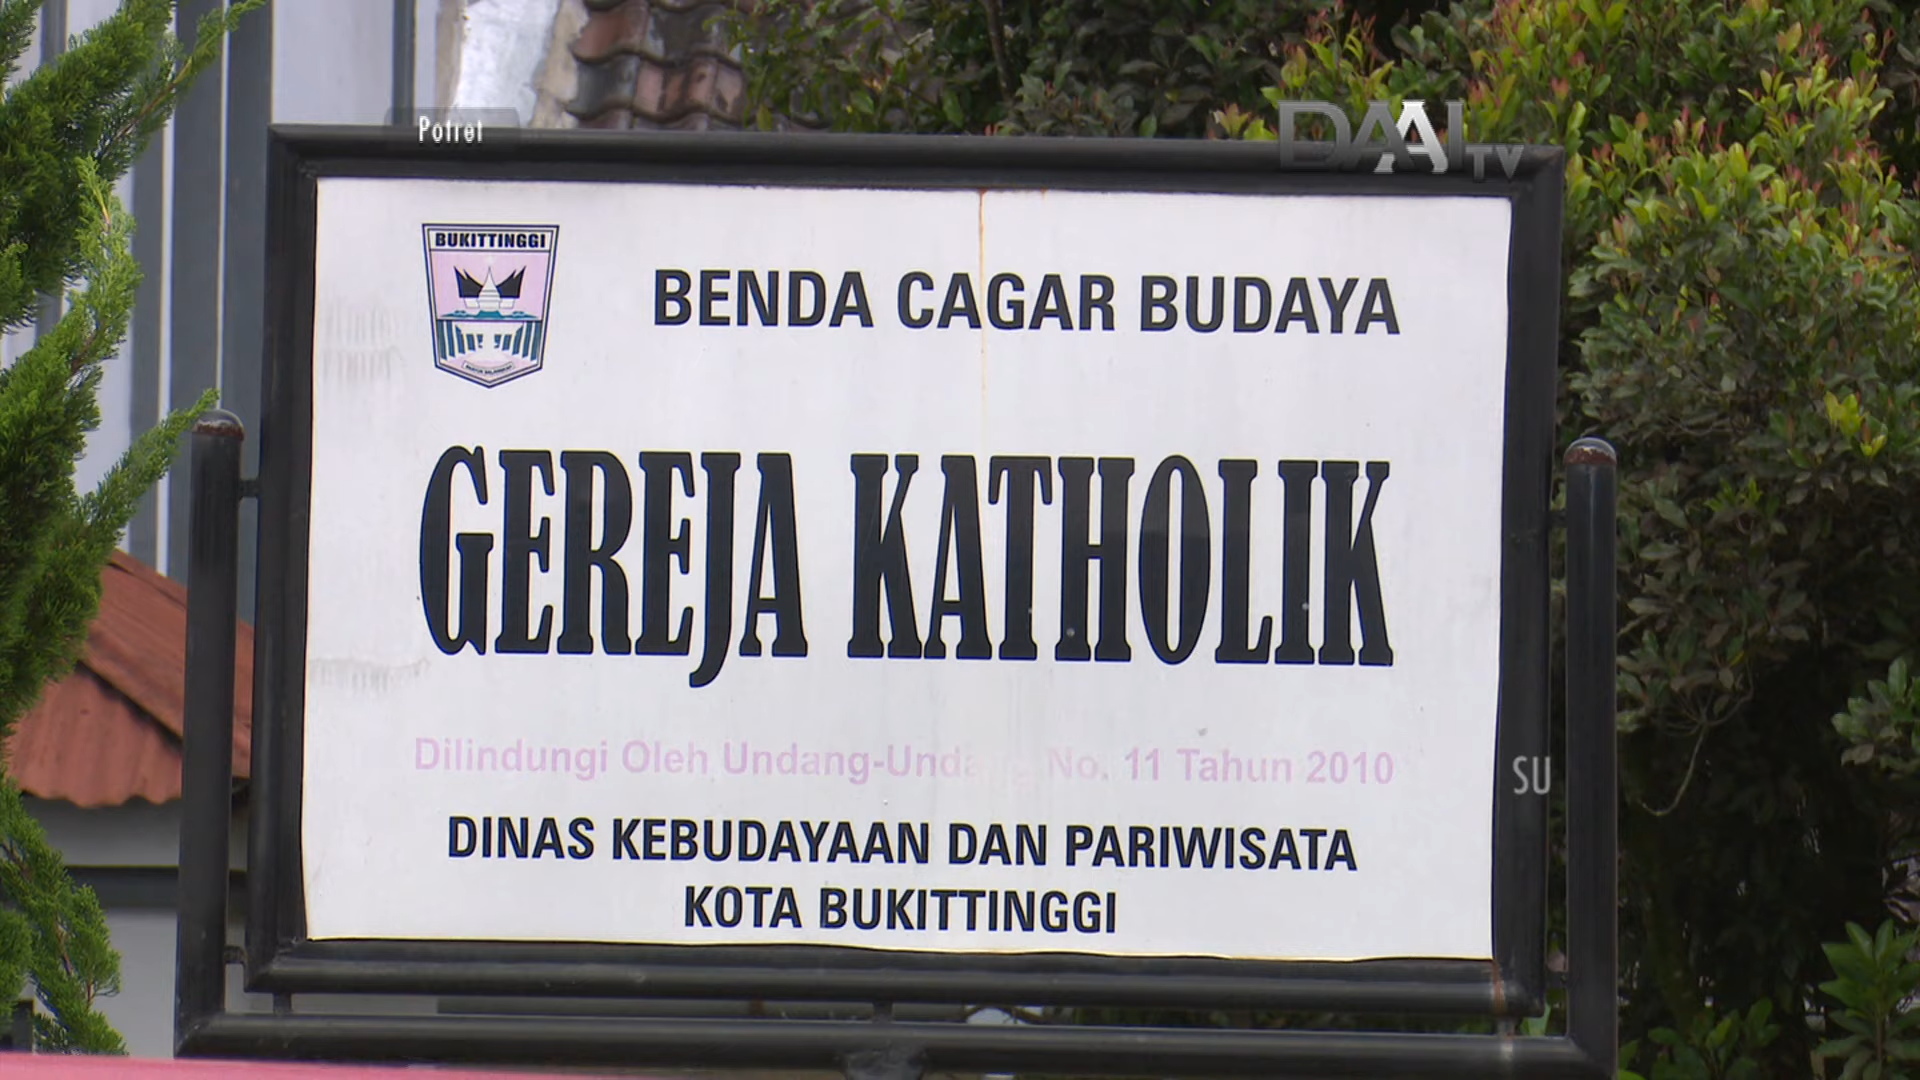 Potret
DAAI TV
BUKITTINGGI
BENDA CAGAR BUDAYA
GEREJA KATHOLIK
Dilindungi Oleh Undang-Unda No. 11 Tahun 2010
SU
DINAS KEBUDAYAAN DAN PARIWISATA
KOTA BUKITTINGGI